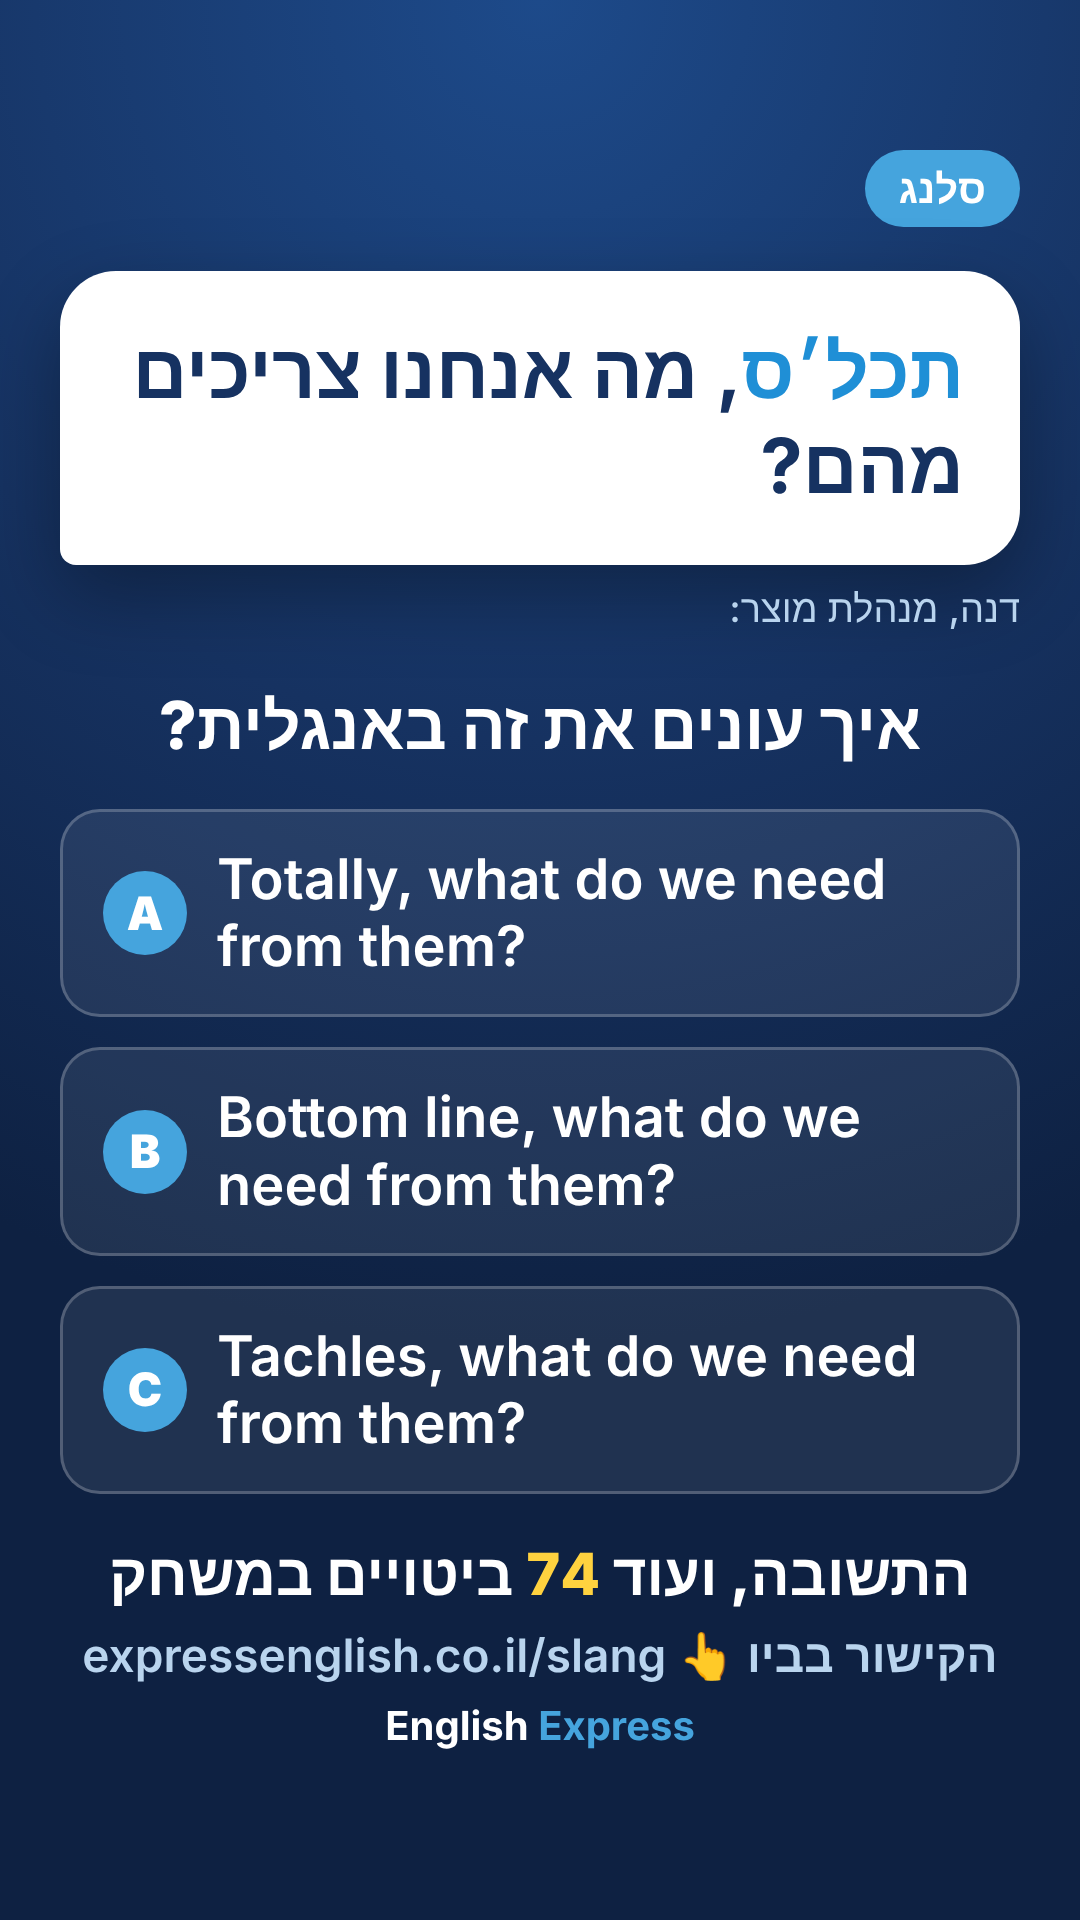 סלנג
תכל׳ס, מה אנחנו צריכים
מהם?
דנה, מנהלת מוצר:
איך עונים את זה באנגלית?
A
Totally, what do we need
from them?
B
Bottom line, what do we
need from them?
C
Tachles, what do we need
from them?
התשובה, ועוד 74 ביטויים במשחק
הקישור בביו 👆 expressenglish.co.il/slang
English Express